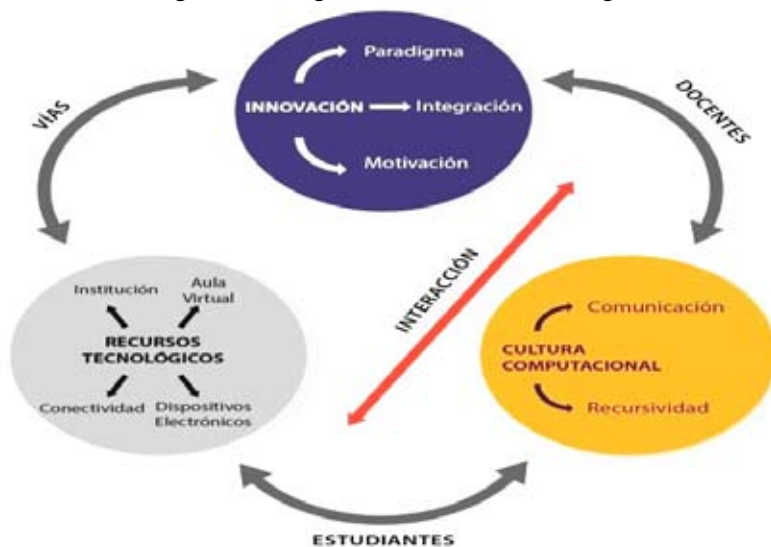 Paradigma
INNOVACIÓN
Integración
Motivación
VÍAS
DOCENTES
INTERACCIÓN
Institución
Aula
Virtual
RECURSOS
TECNOLÓGICOS
Conectividad
Dispositivos
Electrónicos
Comunicación
CULTURA
COMPUTACIONAL
Recursividad
ESTUDIANTES